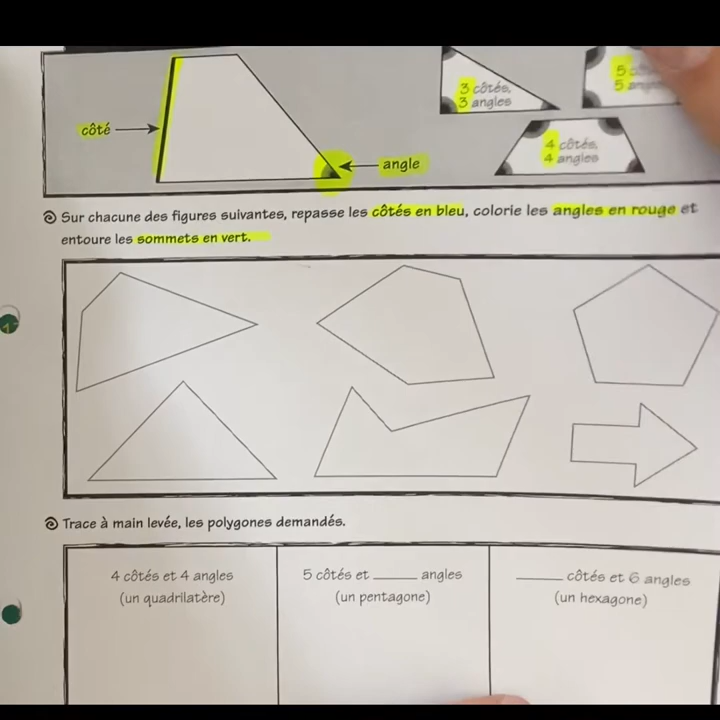 côté
angle
3 côtés,
3 angles
5
5
4 côtés,
4 angles
Sur chacune des figures suivantes, repasse les côtés en bleu, colorie les angles en rouge et
entoure les sommets en vert.
Trace à main levée, les polygones demandés.
4 côtés et 4 angles
(un quadrilatère)
5 côtés et ______ angles
(un pentagone)
______ côtés et 6 angles
(un hexagone)